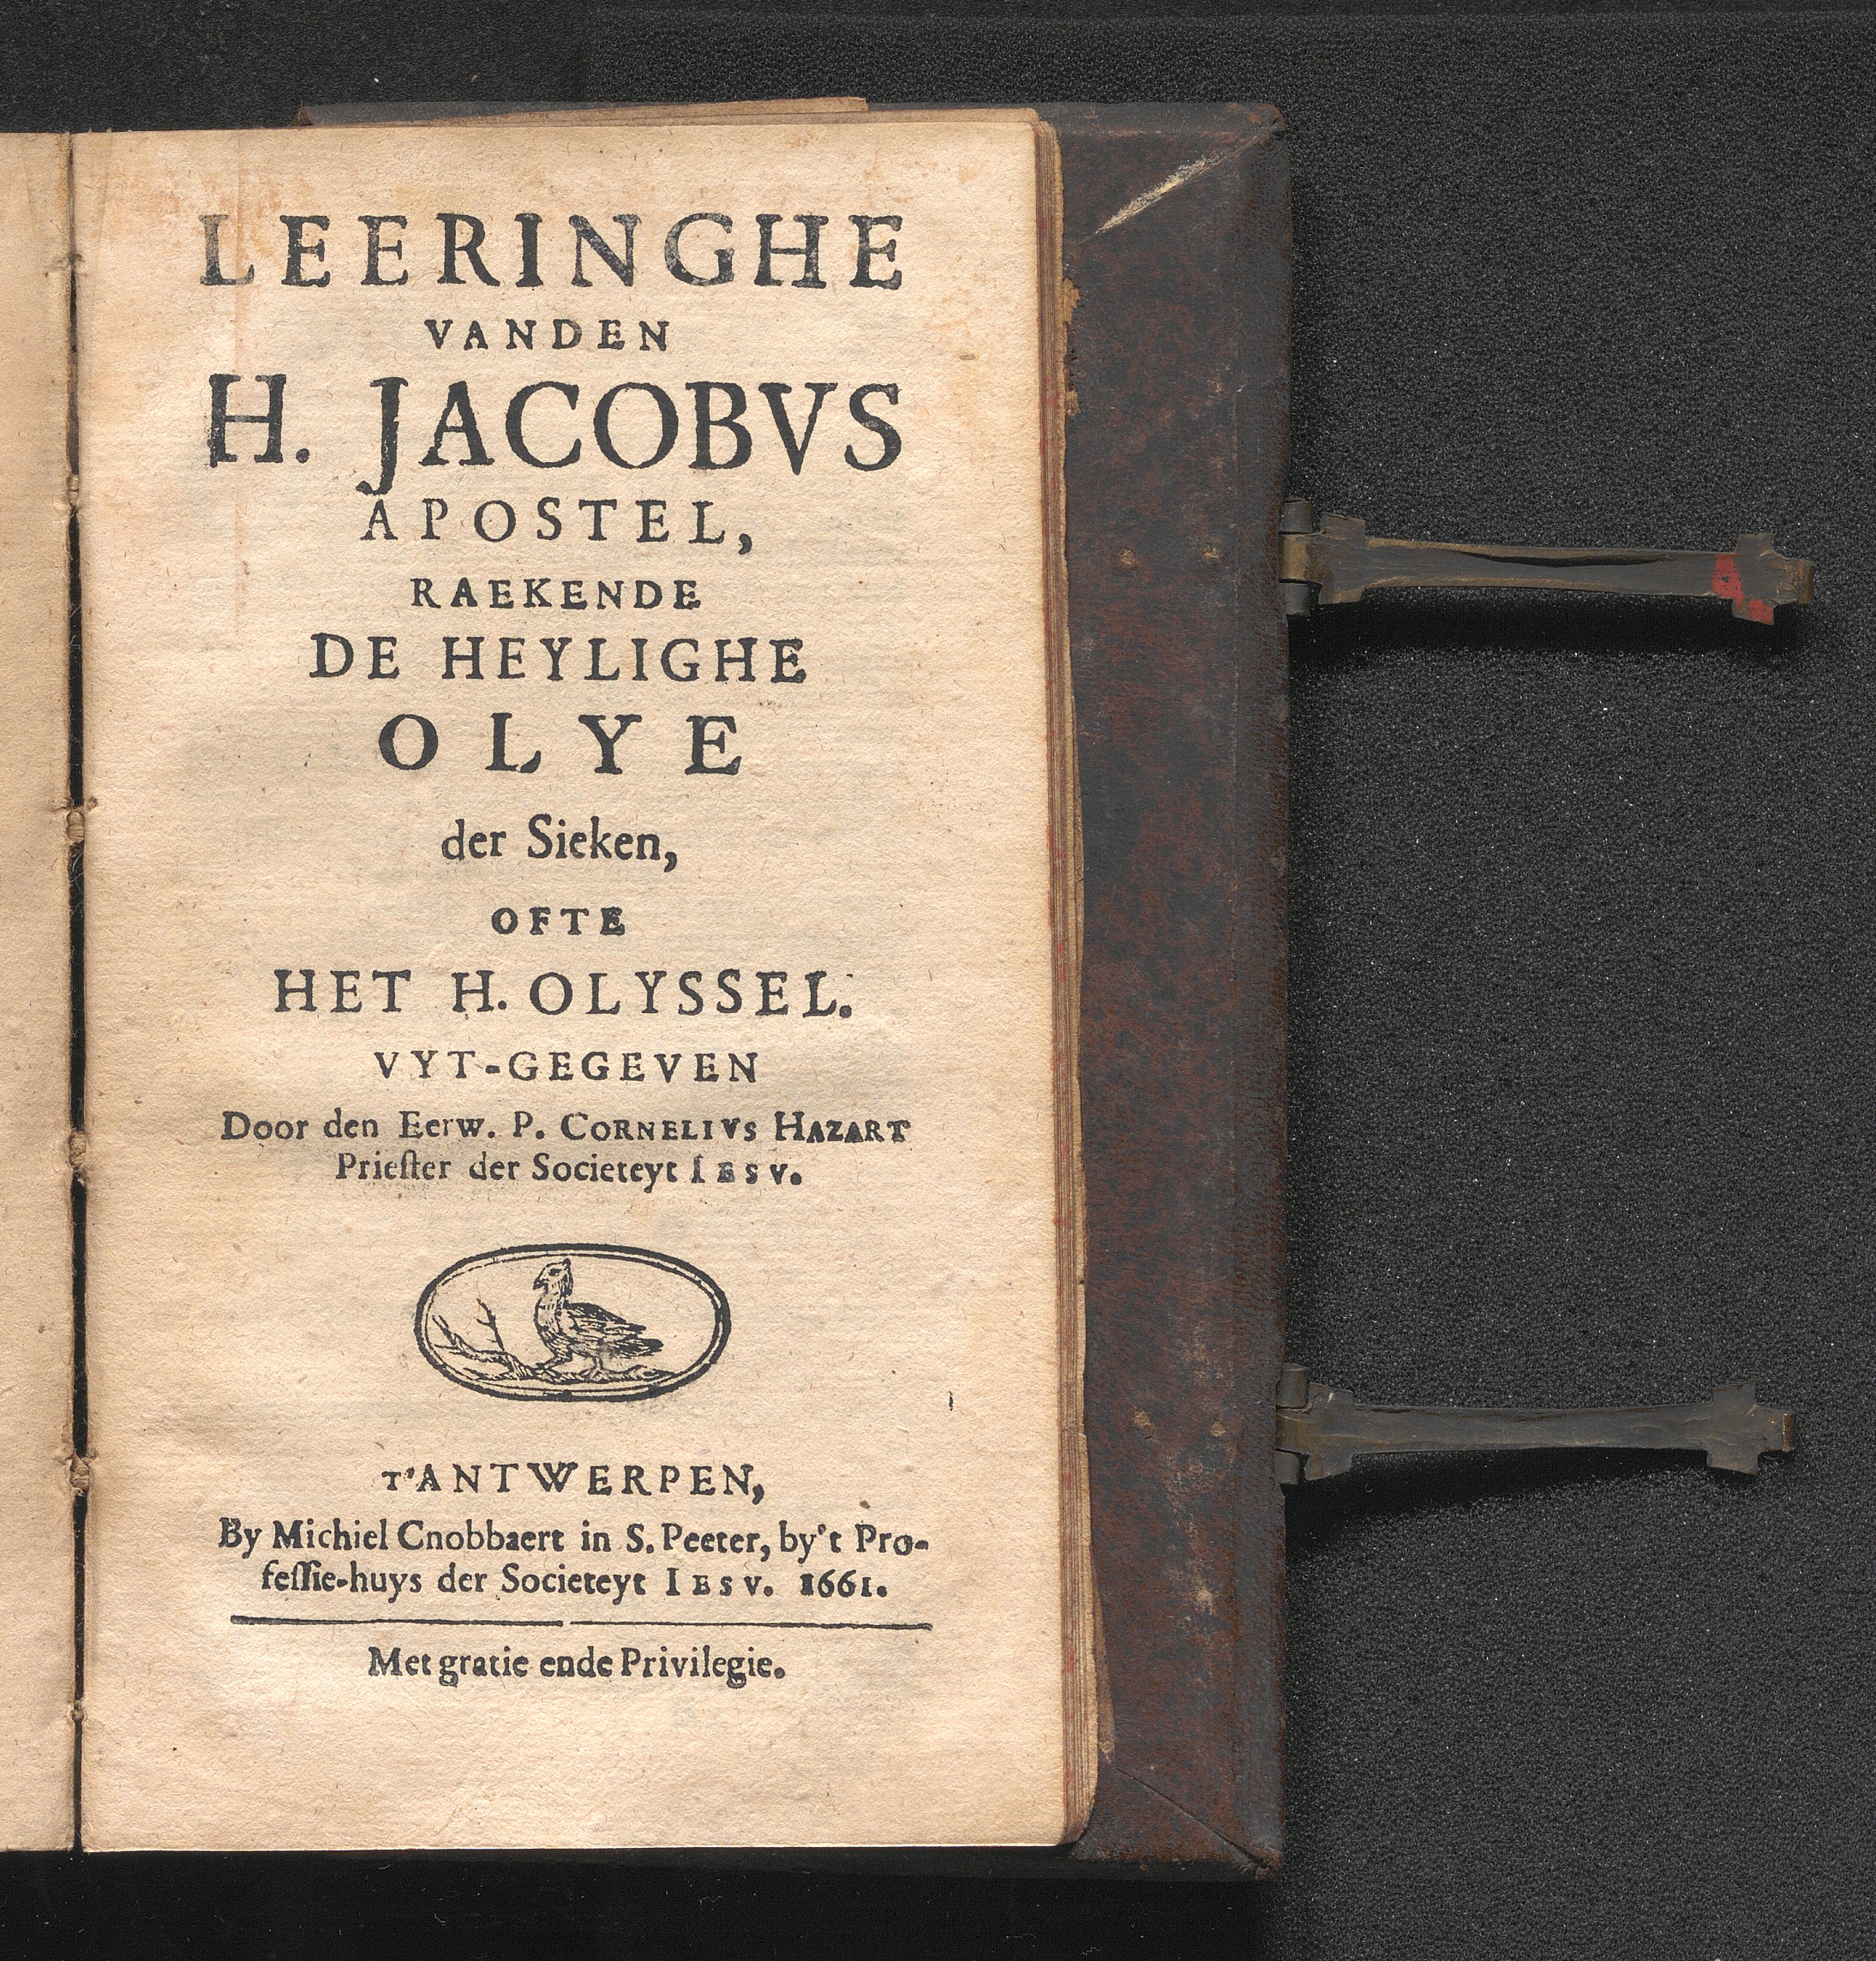 LEERINGHE
VANDEN
H. JACOBVS
APOSTEL,
RAEKENDE
DE HEYLIGHE
OLYE
der Sieken,
OFTE
HET H. OLYSSEL.
VYT-GEGEVEN
Door den Eerw. P. CORNELIVS HAZART
Priester der Societeyt IESV.
T'ANTWERPEN,
By Michiel Cnobbaert in S. Peeter, by't Pro-
fessie-huys der Societeyt IESV. 1661.
Met gratie ende Privilegie.